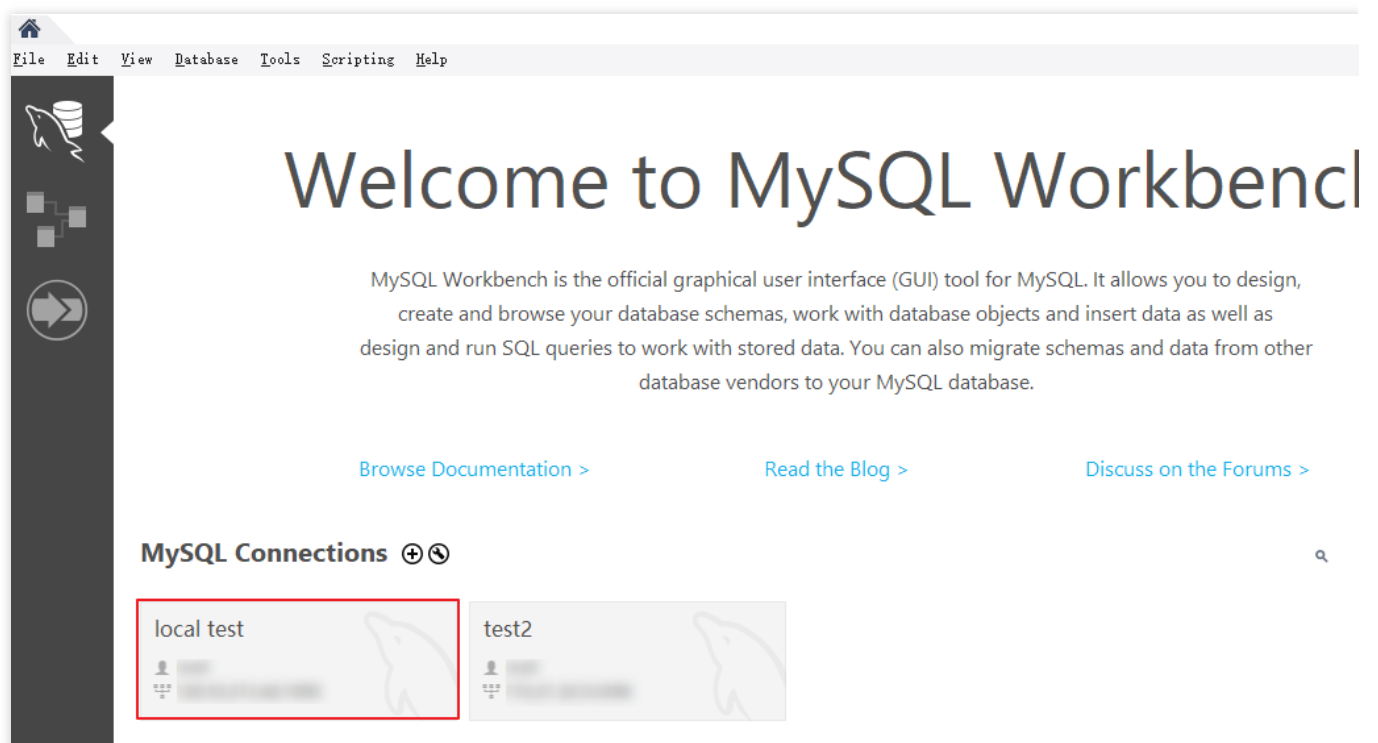 File Edit View Database Tools Scripting Help
Welcome to MySQL
MySQL Workbench is the official graphical user interface (GUI) tool for MySQL. It allows you to design,
create and browse your database schemas, work with database objects and insert data as well as
design and run SQL queries to work with stored data. You can also migrate schemas and data from other
database vendors to your MySQL database.
Browse Documentation > Read the Blog > Discuss on the Forums >
MySQL Connections
local test test2